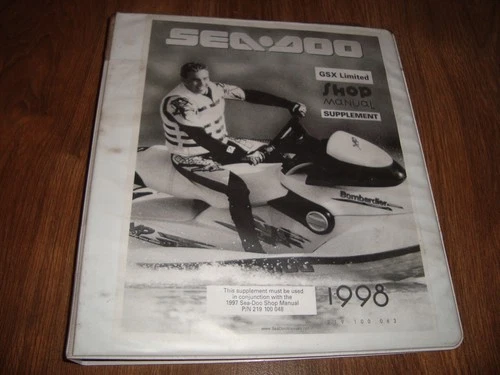 SEA-DOO
GSX Limited
Shop
manual
SUPPLEMENT
Bombardier
This supplement must be used
in conjunction with the
1997 Sea-Doo Shop Manual
P/N 219 100 048
1998